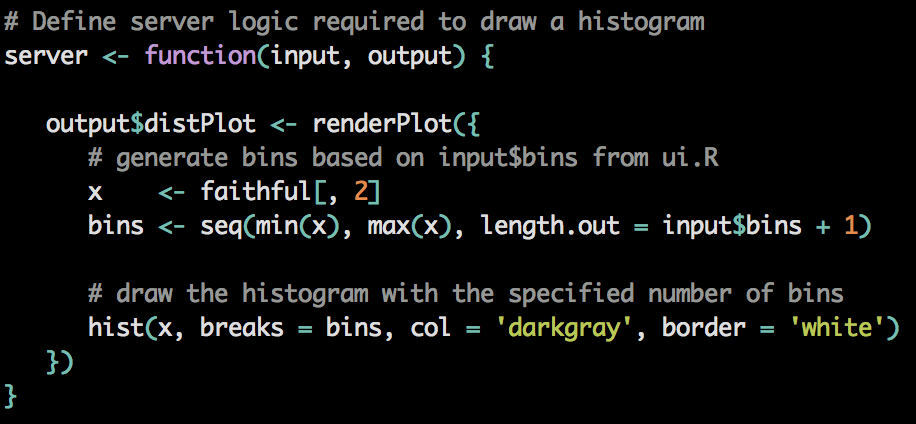 # Define server logic required to draw a histogram
server <- function(input, output) {
   output$distPlot <- renderPlot({
      # generate bins based on input$bins from ui.R
      x    <- faithful[, 2]
      bins <- seq(min(x), max(x), length.out = input$bins + 1)
      # draw the histogram with the specified number of bins
      hist(x, breaks = bins, col = 'darkgray', border = 'white')
   })
}